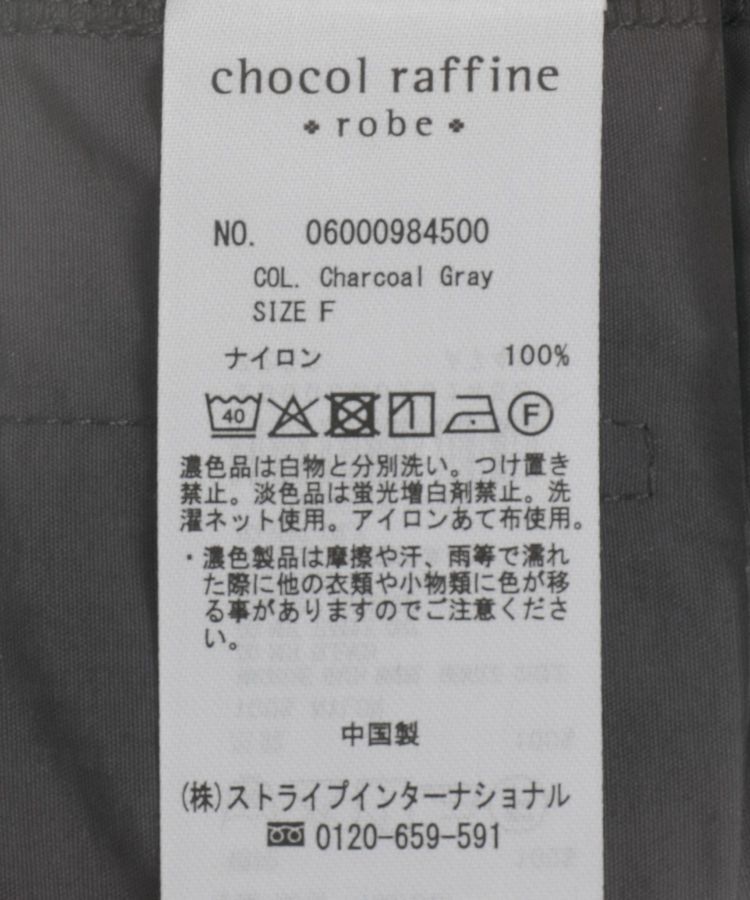 chocol raffine
robe
NO. 06000984500
COL. Charcoal Gray
SIZE F
ナイロン 100%
40 F
濃色品は白物と分別洗い。つけ置き
禁止。淡色品は蛍光増白剤禁止。洗
濯ネット使用。アイロンあて布使用。
・濃色製品は摩擦や汗、雨等で濡れ
た際に他の衣類や小物類に色が移
る事がありますのでご注意くださ
い。
中国製
(株)ストライプインターナショナル
0120-659-591